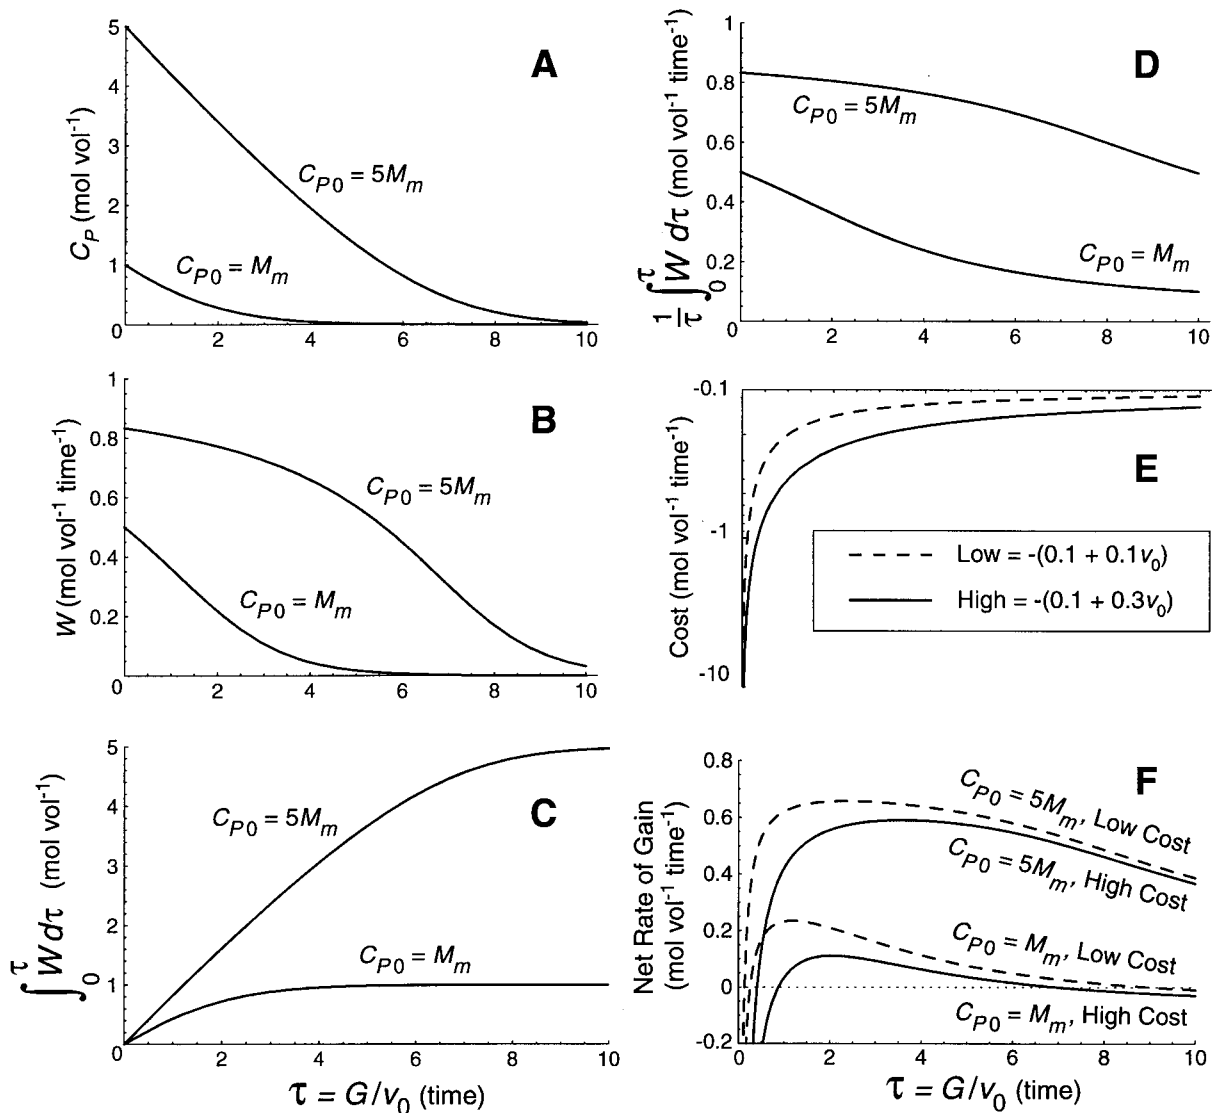 A
C_P (mol vol⁻¹)
5
4
3
2
1
0
C_P0 = 5M_m
C_P0 = M_m
0 2 4 6 8 10
B
W (mol vol⁻¹ time⁻¹)
1
0.8
0.6
0.4
0.2
C_P0 = 5M_m
C_P0 = M_m
0 2 4 6 8 10
C
∫₀^τ W dτ (mol vol⁻¹)
5
4
3
2
1
0
C_P0 = 5M_m
C_P0 = M_m
0 2 4 6 8 10
τ = G/v₀ (time)
D
1/τ ∫₀^τ W dτ (mol vol⁻¹ time⁻¹)
1
0.8
0.6
0.4
0.2
C_P0 = 5M_m
C_P0 = M_m
0 2 4 6 8 10
E
Cost (mol vol⁻¹ time⁻¹)
-0.1
-1
-10
Low = -(0.1 + 0.1v₀)
High = -(0.1 + 0.3v₀)
F
Net Rate of Gain
(mol vol⁻¹ time⁻¹)
0.8
0.6
0.4
0.2
0
-0.2
C_P0 = 5M_m, Low Cost
C_P0 = 5M_m, High Cost
C_P0 = M_m, Low Cost
C_P0 = M_m, High Cost
0 2 4 6 8 10
τ = G/v₀ (time)